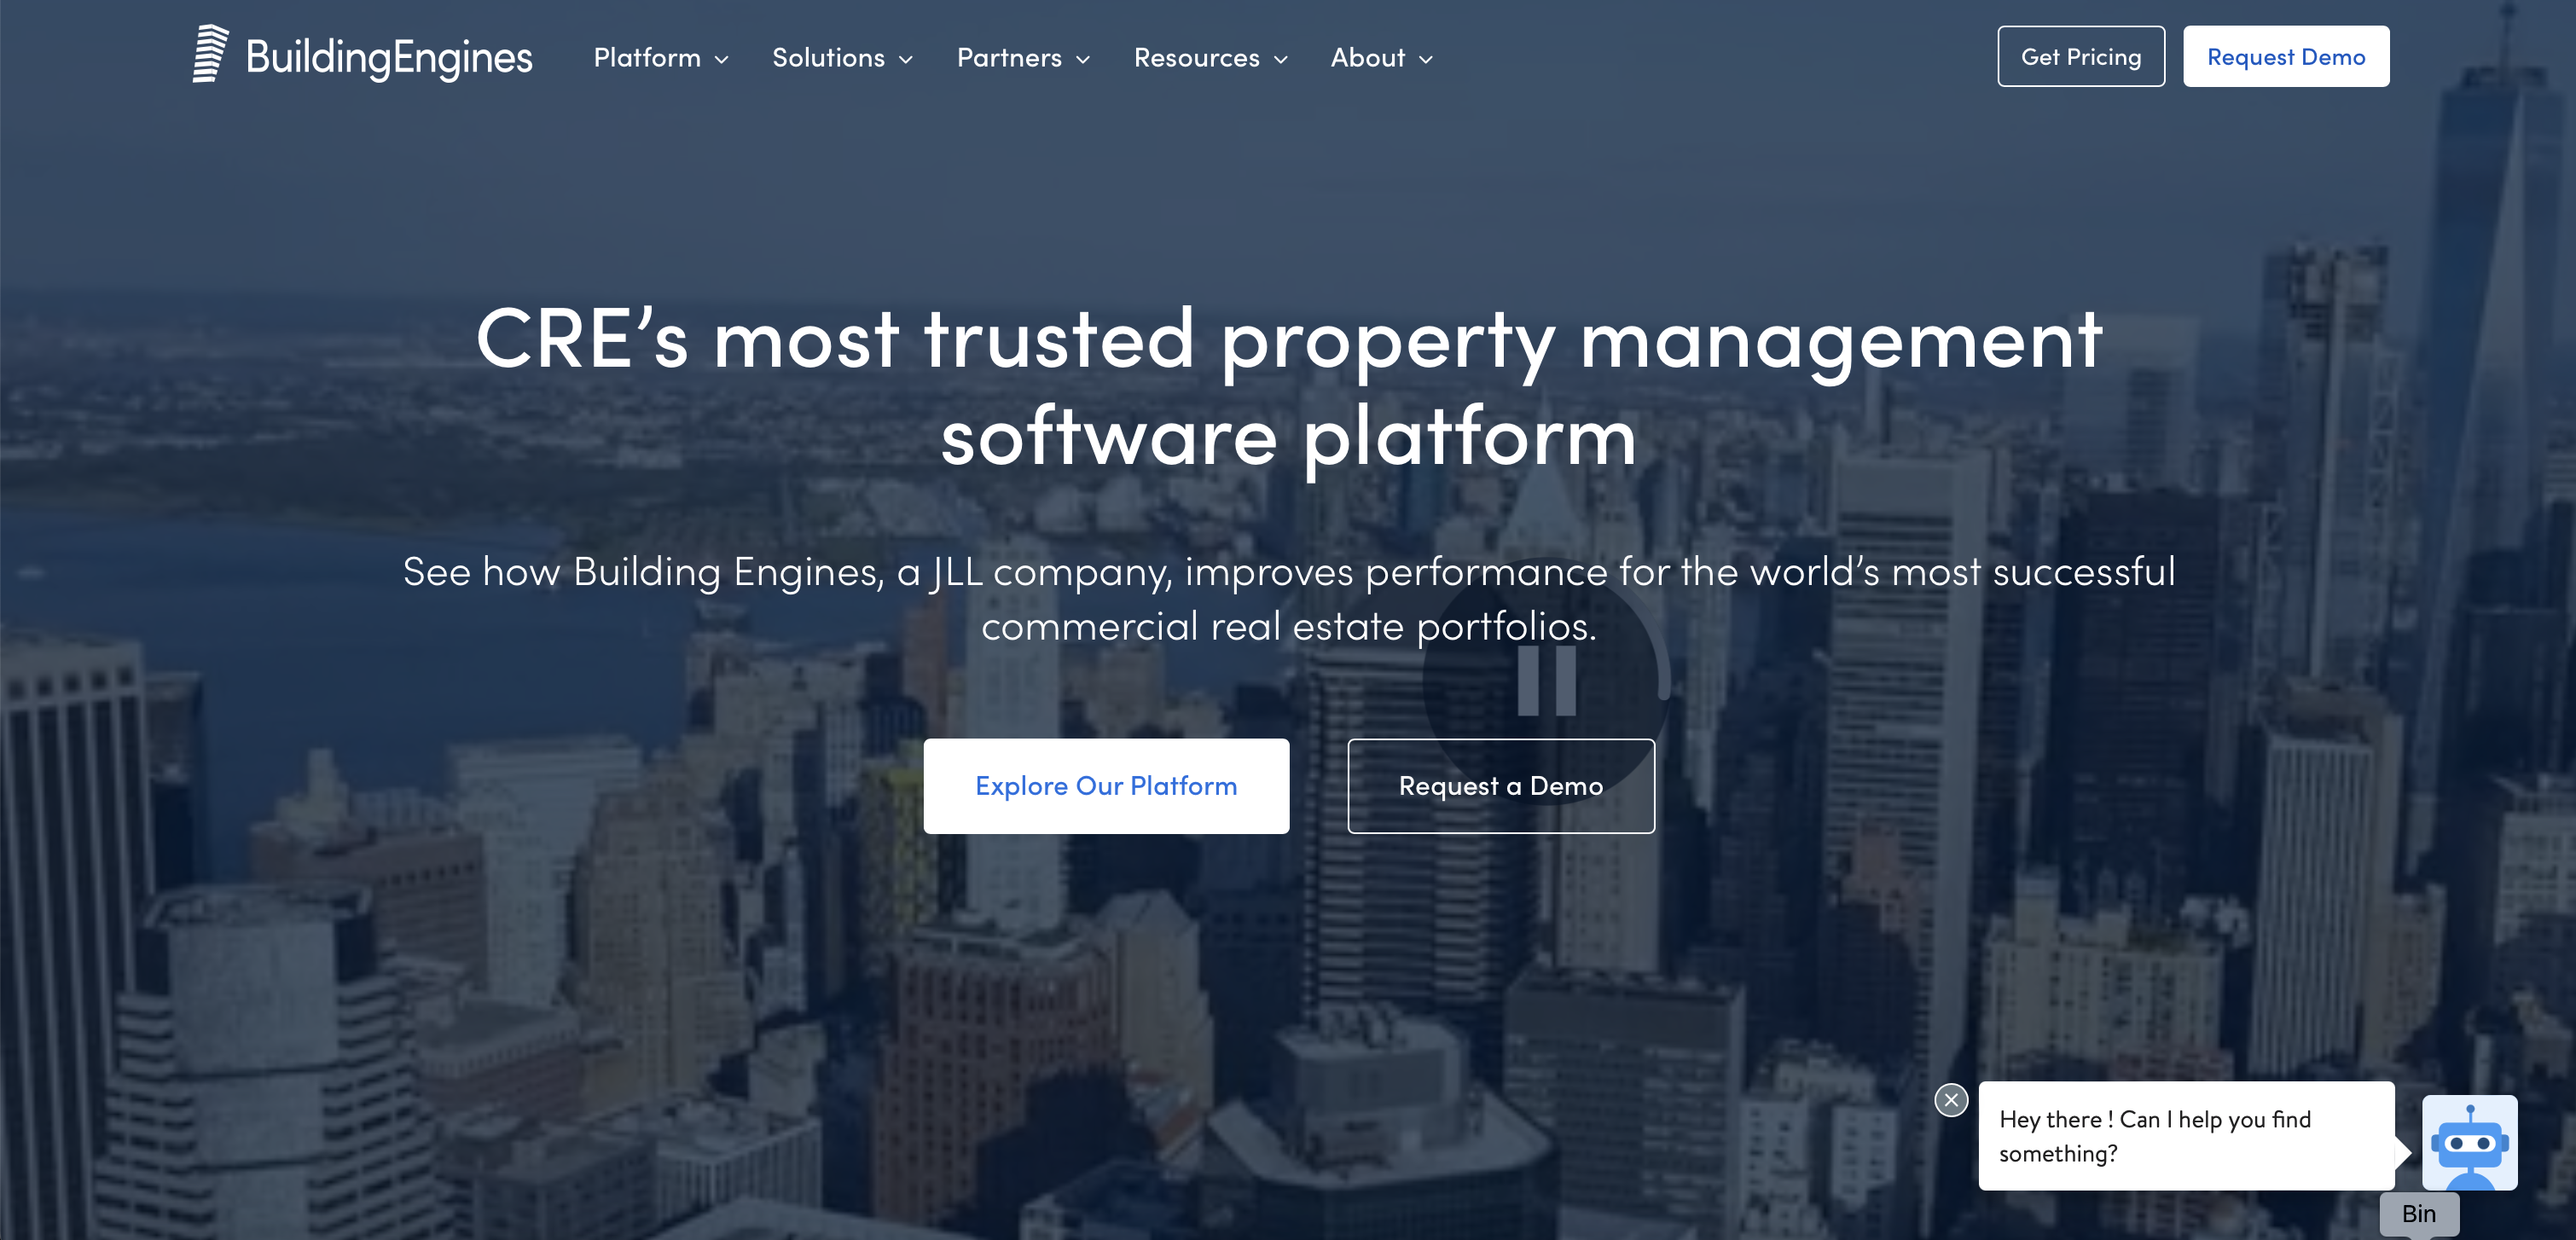 BuildingEngines
Platform
Solutions
Partners
Resources
About
Get Pricing
Request Demo
CRE’s most trusted property management
software platform
See how Building Engines, a JLL company, improves performance for the world’s most successful
commercial real estate portfolios.
Explore Our Platform
Request a Demo
Hey there ! Can I help you find
something?
Bin